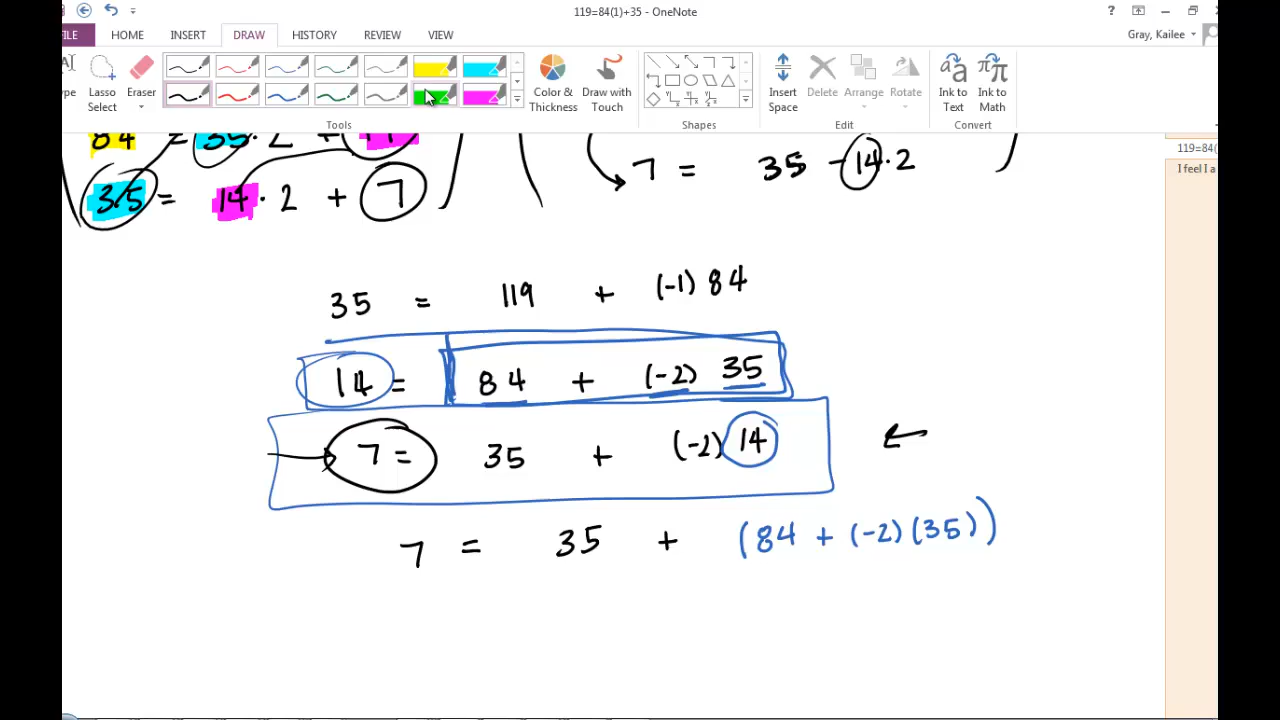 119=84(1)+35 - OneNote
?
FILE HOME INSERT DRAW HISTORY REVIEW VIEW
Gray, Kailee
Type
Lasso Select
Eraser
Color & Thickness
Draw with Touch
Insert Space
Delete
Arrange
Rotate
Ink to Text
Ink to Math
Tools
Shapes
Edit
Convert
84 = 35 · 2 +
35 = 14 · 2 + 7
7 = 35 - 14 · 2
119=84(
I feel I a
35 = 119 + (-1) 84
14 = 84 + (-2) 35
7 = 35 + (-2) 14
7 = 35 + (84 + (-2) (35))